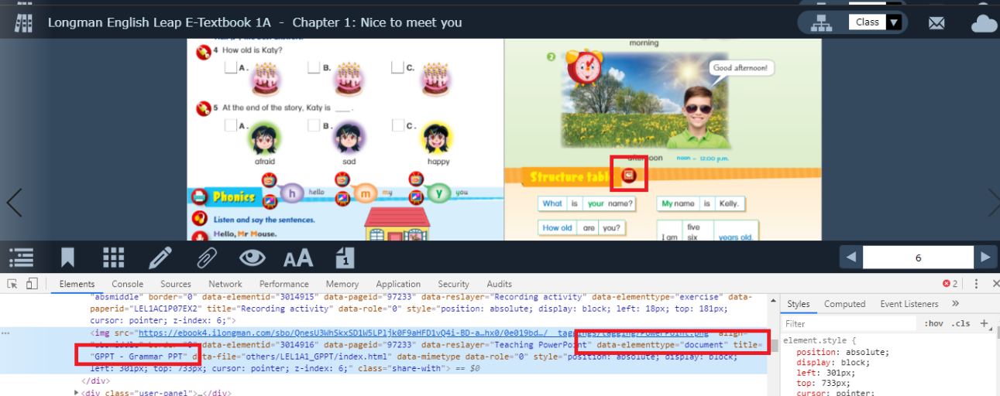 Longman English Leap E-Textbook 1A - Chapter 1: Nice to meet you
Class
4 How old is Katy?
A. B. C.
5 At the end of the story, Katy is ____.
A. B. C.
afraid sad happy
Phonics
h hello m my y you
Listen and say the sentences.
Hello, Mr Mouse.
morning
2
Good afternoon!
afternoon noon = 12:00 p.m.
Structure table
What is your name? My name is Kelly.
How old are you? I am five six years old.
AA
1
6
Elements Console Sources Network Performance Memory Application Security Audits
2
"absmiddle" border="0" data-elementid="3014915" data-pageid="97233" data-reslayer="Recording activity" data-elementtype="exercise" data-
paperid="LEL1AC1P07EX2" title="Recording activity" data-role="0" style="position: absolute; display: block; left: 18px; top: 181px;
cursor: pointer; z-index: 6;">
<img src="https://ebook4.ilongman.com/sbo/QnesU3WhSkxSD1W5LP1jk0F9aHFD1vQ4i-BD-a…hx0/0e019bd…/ taggings/tagging/PowerPoint.png" align=
"absmiddle" border="0" data-elementid="3014916" data-pageid="97233" data-reslayer="Teaching PowerPoint" data-elementtype="document" title=
"GPPT - Grammar PPT" data-file="others/LEL1A1_GPPT/index.html" data-mimetype data-role="0" style="position: absolute; display: block;
left: 301px; top: 733px; cursor: pointer; z-index: 6;" class="share-with"> == $0
</div>
<div class="user-panel">…</div>
Styles Computed Event Listeners »
Filter :hov .cls +
element.style {
position: absolute;
display: block;
left: 301px;
top: 733px;
cursor: pointer;